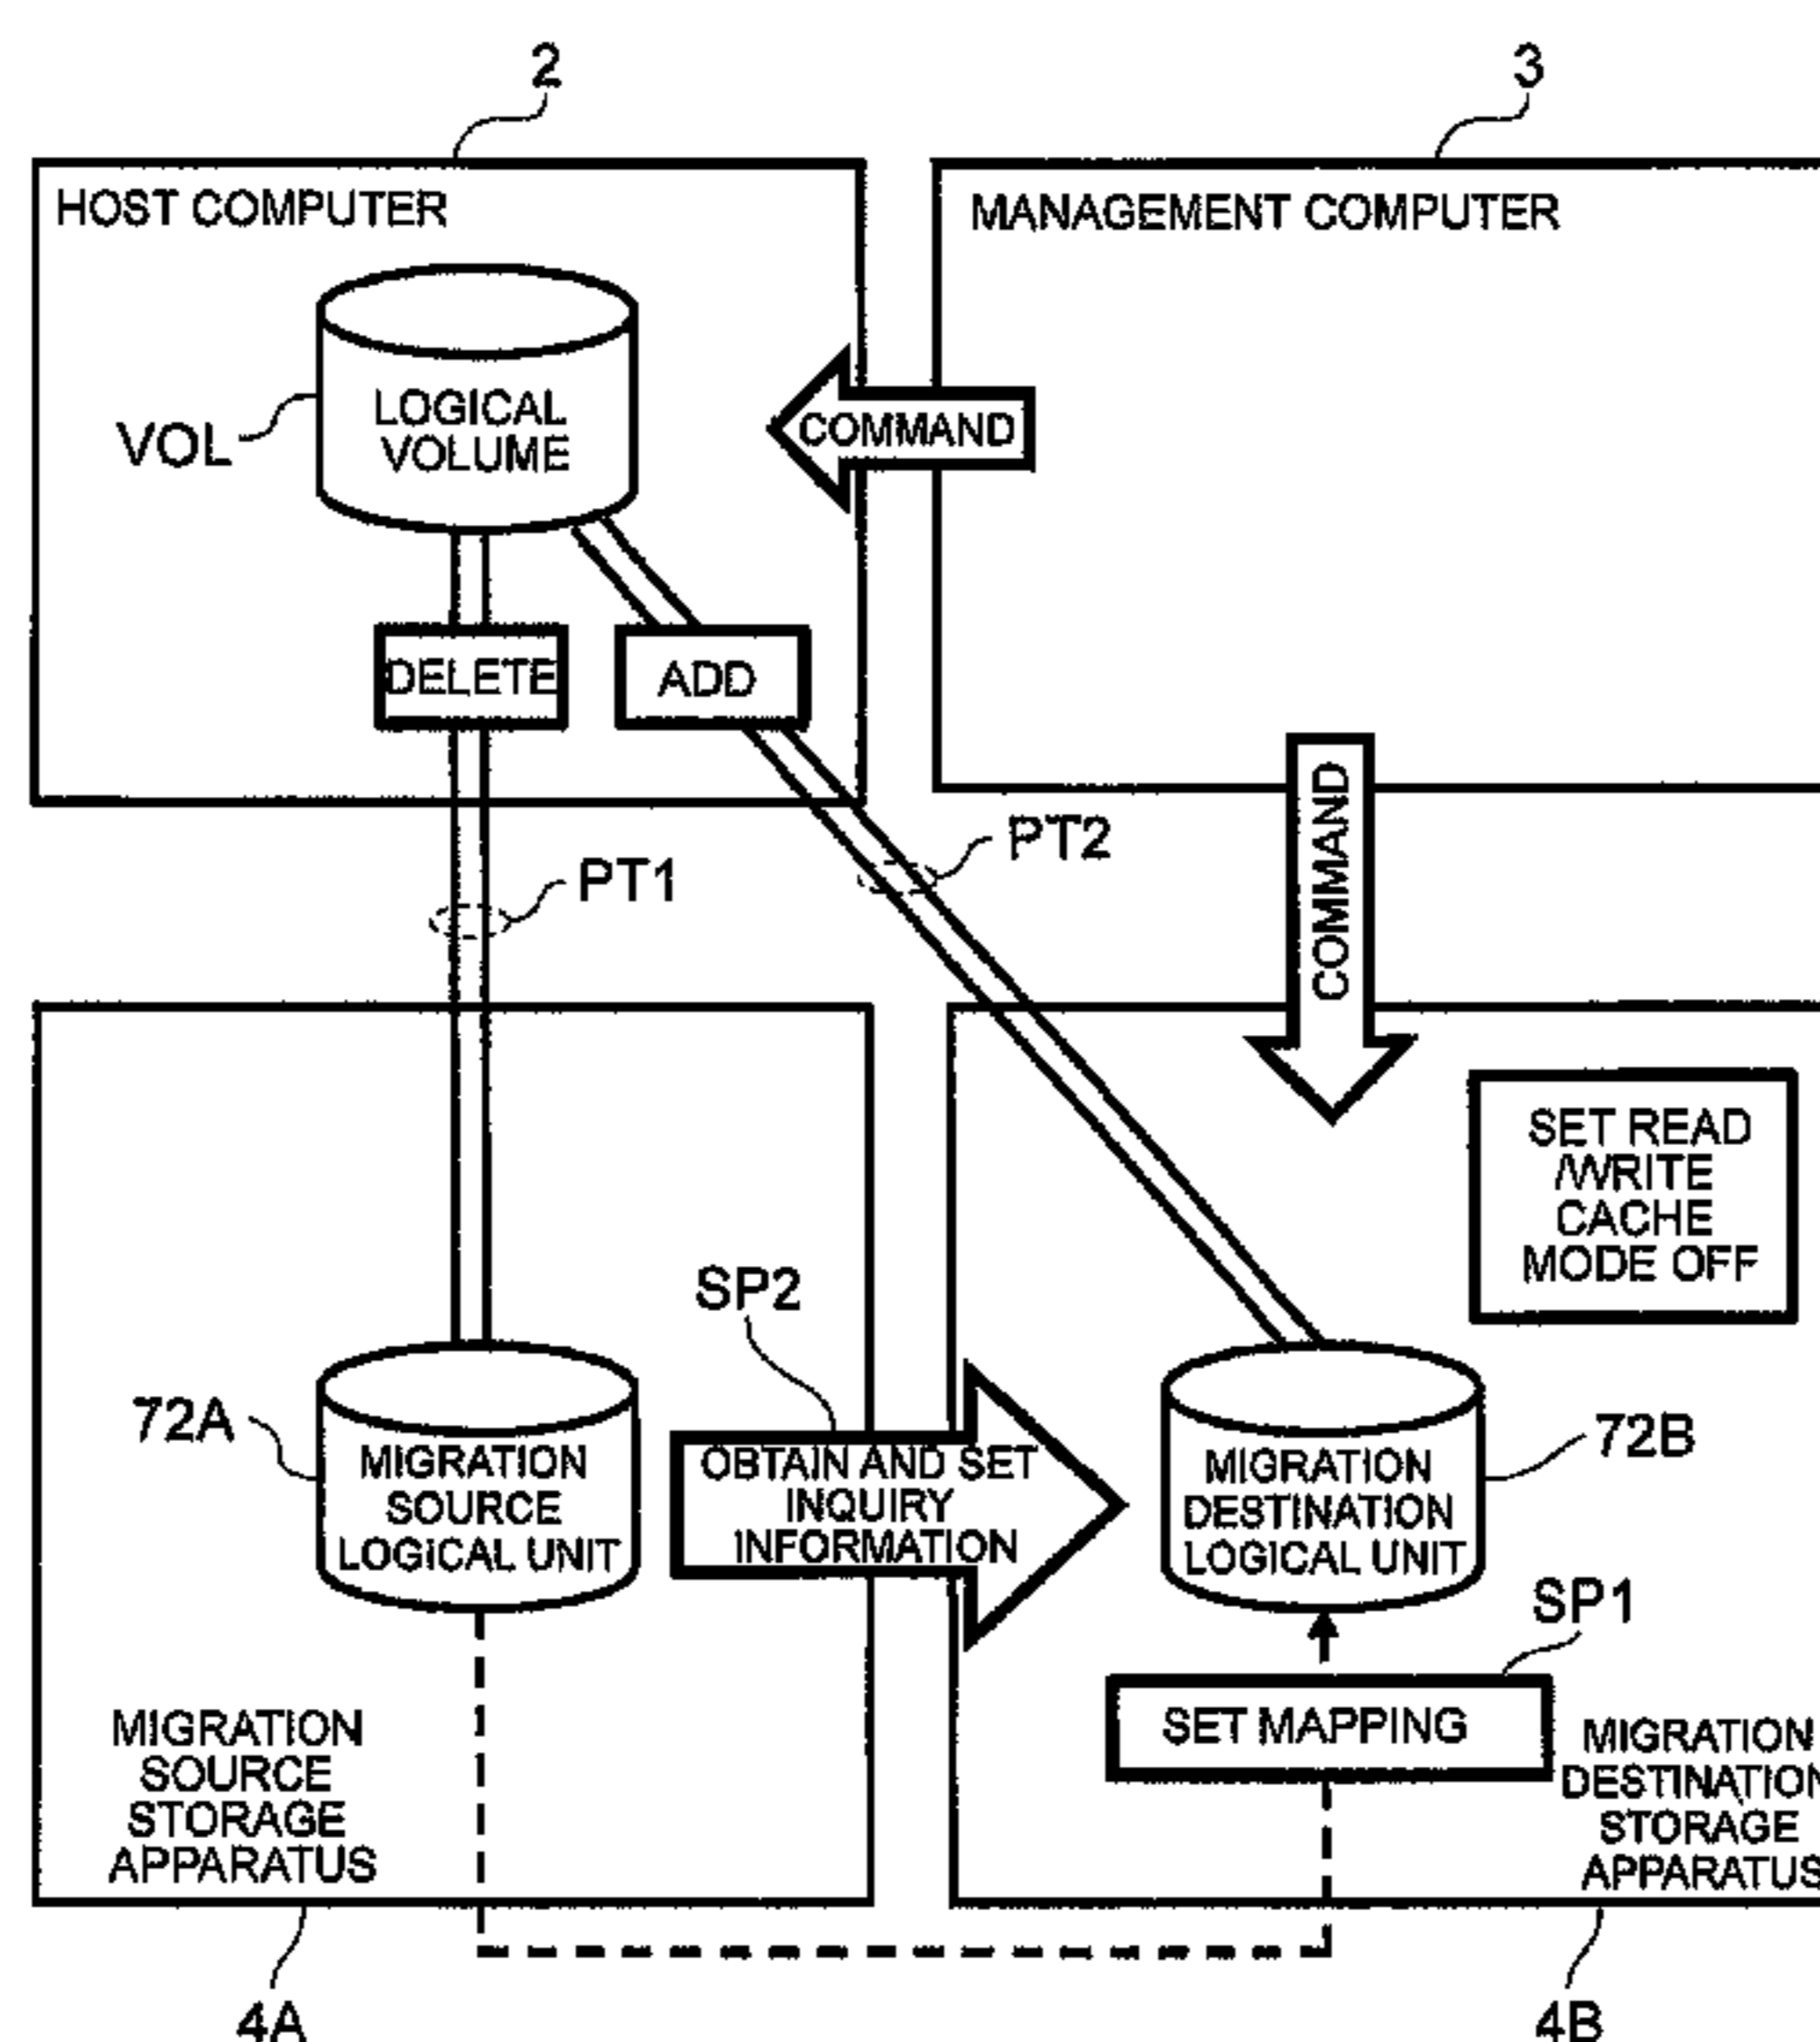 2
3
HOST COMPUTER
MANAGEMENT COMPUTER
LOGICAL
VOLUME
VOL
COMMAND
DELETE
ADD
COMMAND
PT1
PT2
SET READ
/WRITE
CACHE
MODE OFF
SP2
72A
MIGRATION
SOURCE
LOGICAL UNIT
OBTAIN AND SET
INQUIRY
INFORMATION
MIGRATION
DESTINATION
LOGICAL UNIT
72B
SP1
SET MAPPING
MIGRATION
SOURCE
STORAGE
APPARATUS
MIGRATION
DESTINATION
STORAGE
APPARATUS
4A
4B